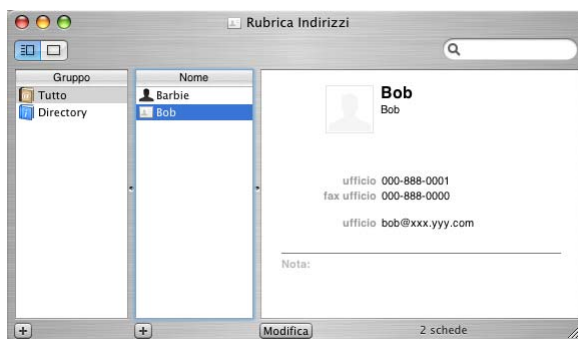 Rubrica Indirizzi
Gruppo
Tutto
Directory
Nome
Barbie
Bob
Bob
Bob
ufficio 000-888-0001
fax ufficio 000-888-0000
ufficio bob@xxx.yyy.com
Nota:
Modifica
2 schede